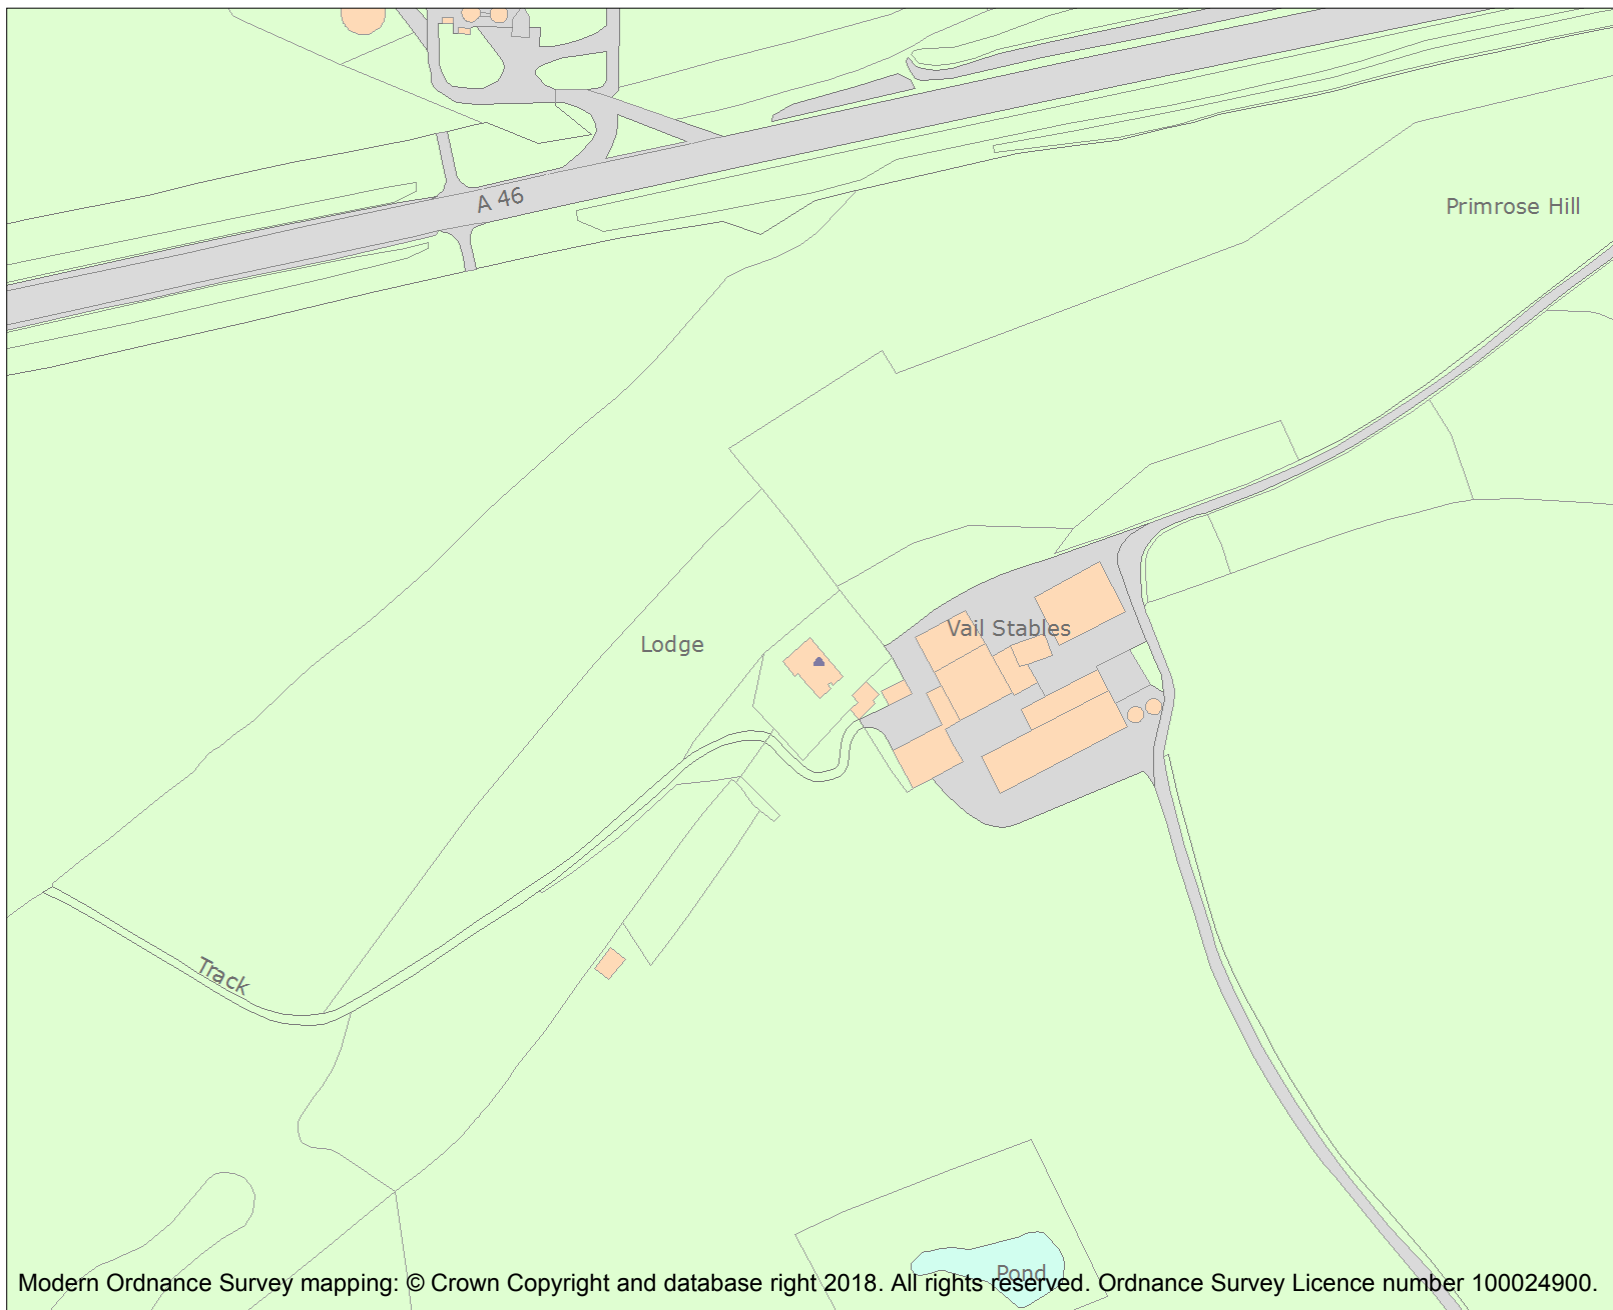 A 46
Primrose Hill
Vail Stables
Lodge
Track
Pond
Modern Ordnance Survey mapping: © Crown Copyright and database right 2018. All rights reserved. Ordnance Survey Licence number 100024900.